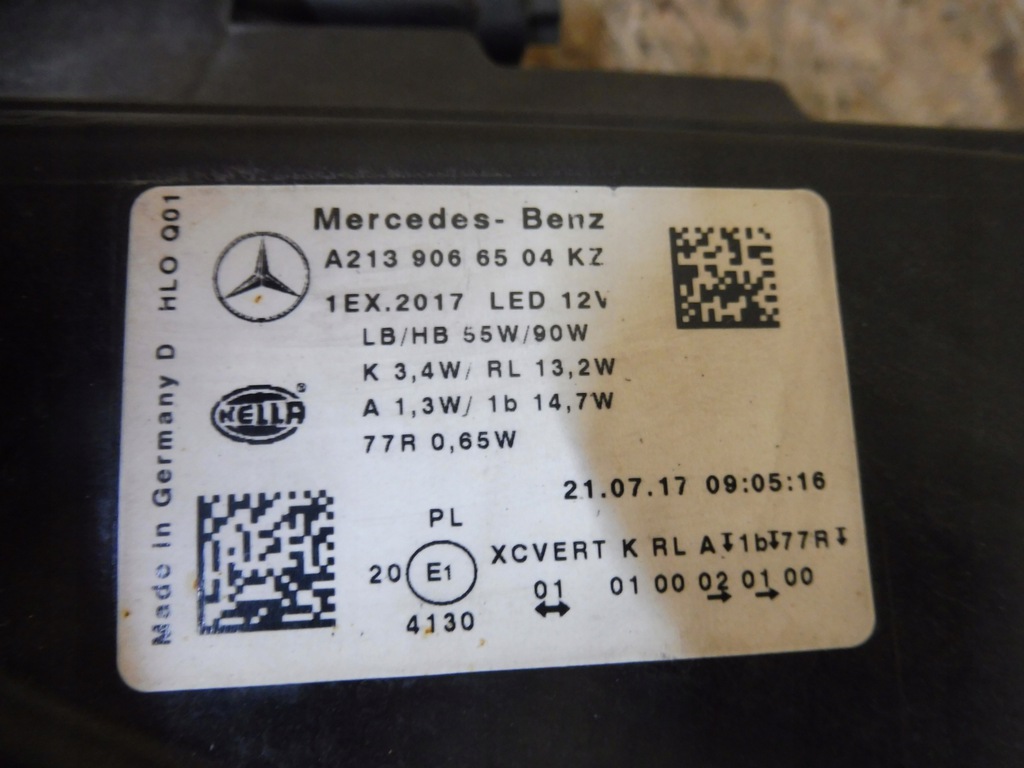 Made in Germany D HLO Q01
Mercedes- Benz
A213 906 65 04 KZ
1EX.2017 LED 12V
LB/HB 55W/90W
K 3,4W/ RL 13,2W
A 1,3W/ 1b 14,7W
77R 0,65W
HELLA®
21.07.17 09:05:16
PL
20 E1
4130
XCVERT K RL A↧1b↧77R↧
01 01 00 02 01 00